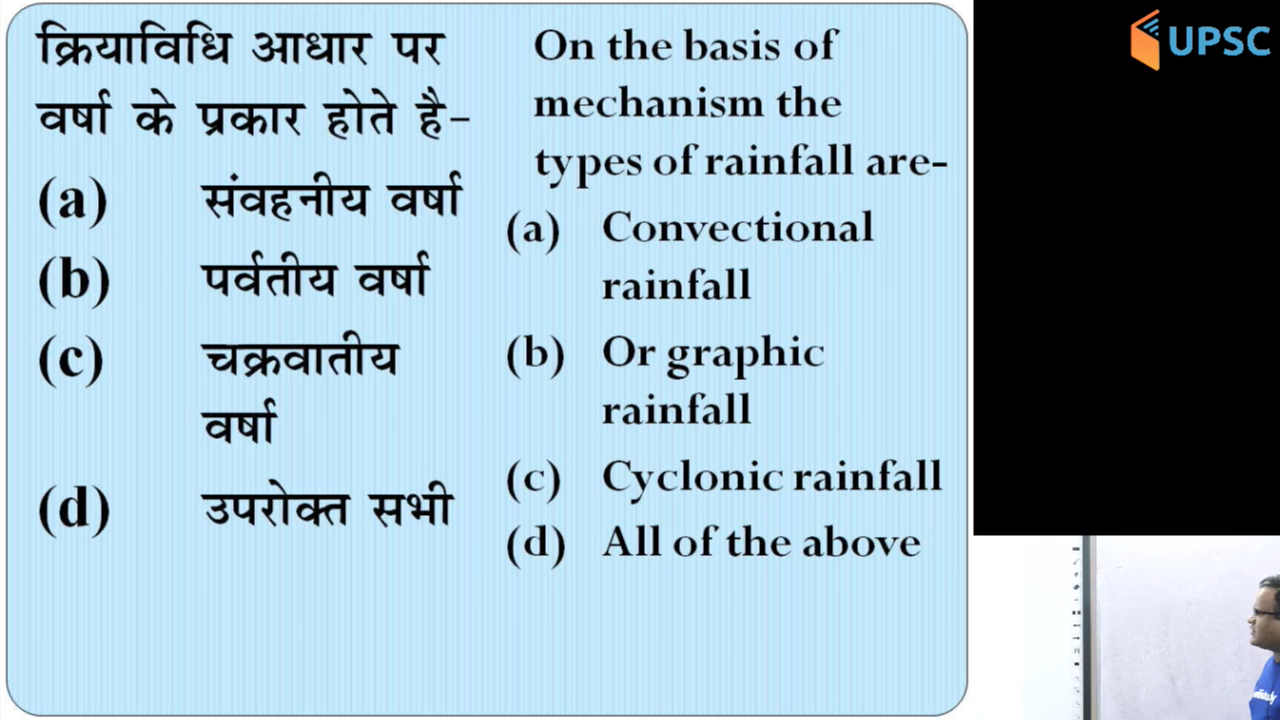 क्रियाविधि आधार पर
वर्षा के प्रकार होते है-
(a) संवहनीय वर्षा
(b) पर्वतीय वर्षा
(c) चक्रवातीय
वर्षा
(d) उपरोक्त सभी
On the basis of
mechanism the
types of rainfall are-
(a) Convectional
rainfall
(b) Or graphic
rainfall
(c) Cyclonic rainfall
(d) All of the above
UPSC